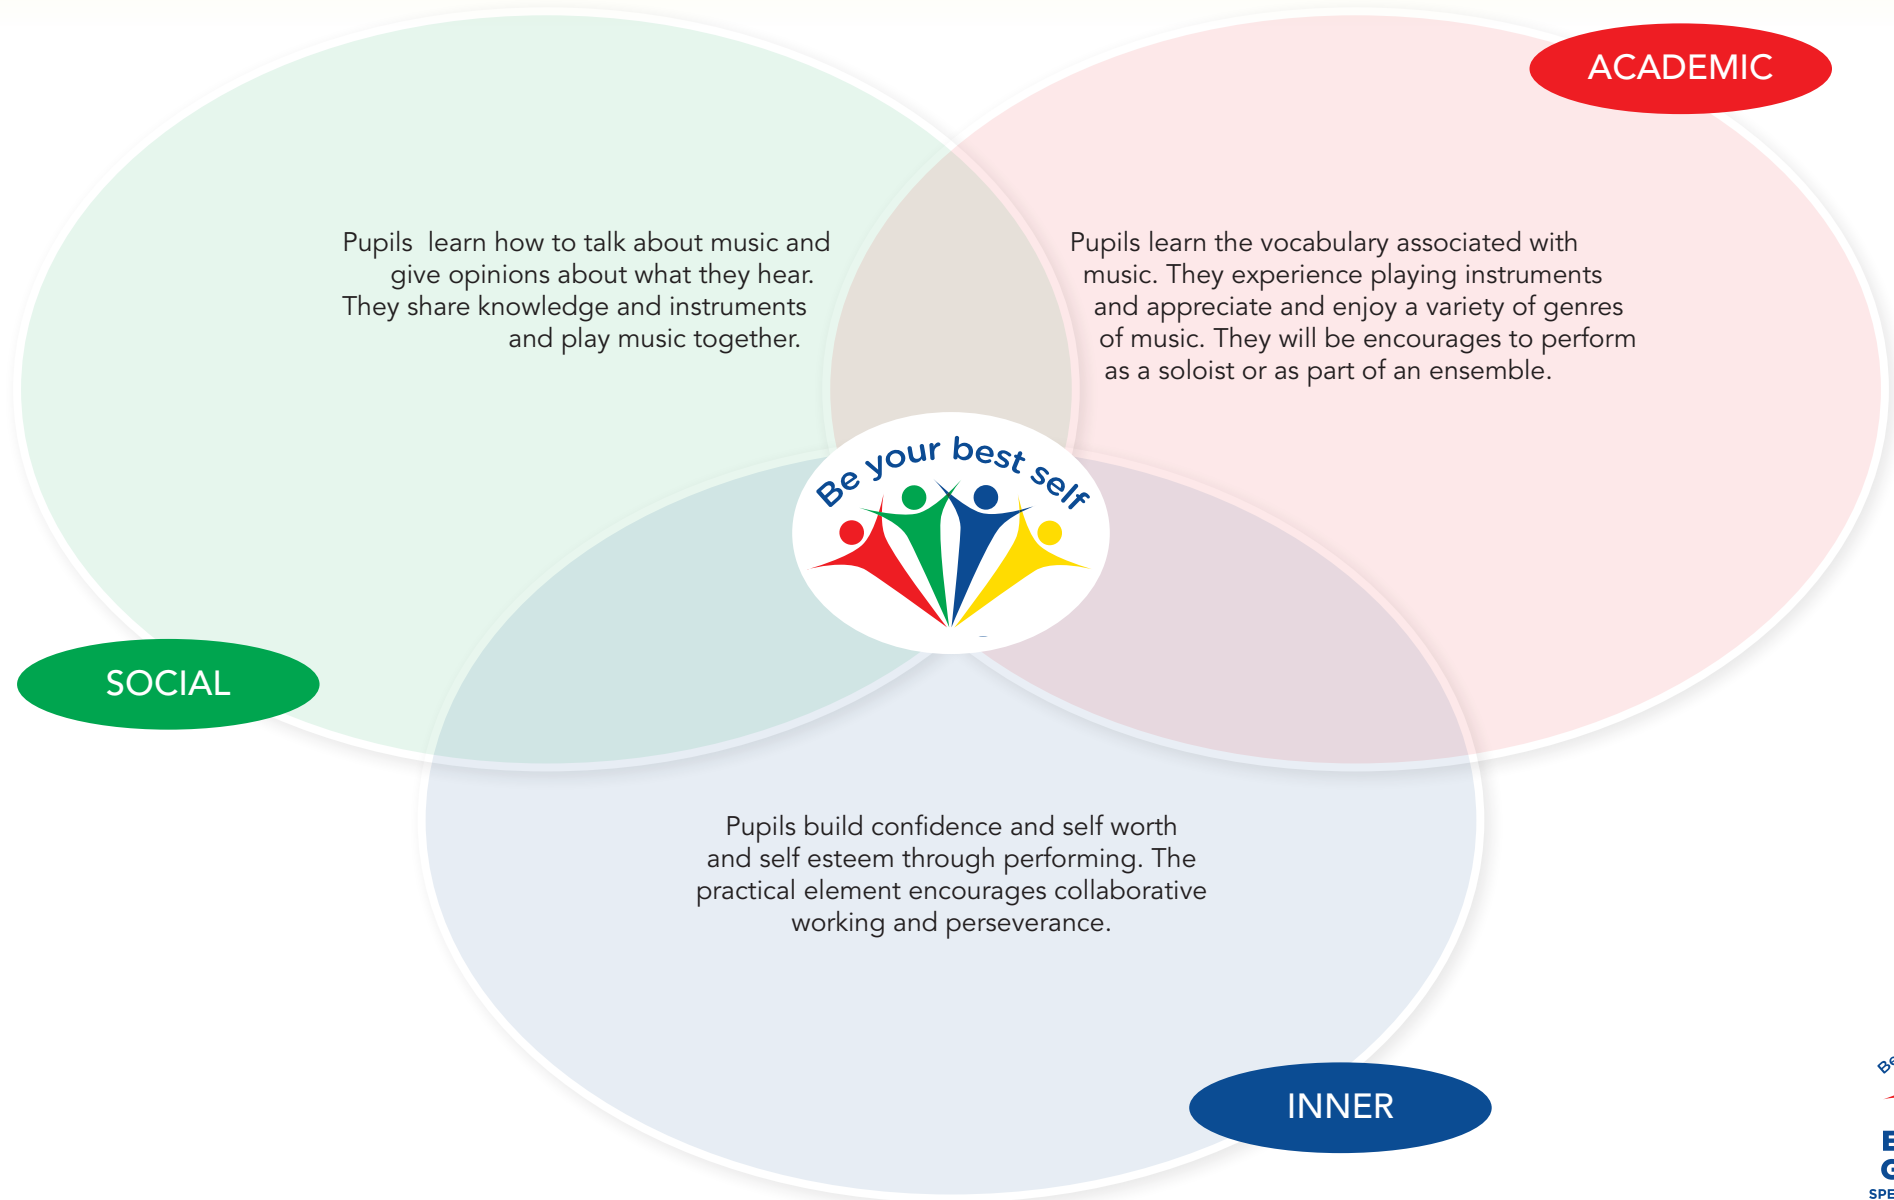 ACADEMIC
Pupils  learn how to talk about music and
give opinions about what they hear.
They share knowledge and instruments
and play music together.
Pupils learn the vocabulary associated with
music. They experience playing instruments
and appreciate and enjoy a variety of genres
of music. They will be encourages to perform
as a soloist or as part of an ensemble.
Be your best self
SOCIAL
Pupils build confidence and self worth
and self esteem through performing. The
practical element encourages collaborative
working and perseverance.
INNER
Be